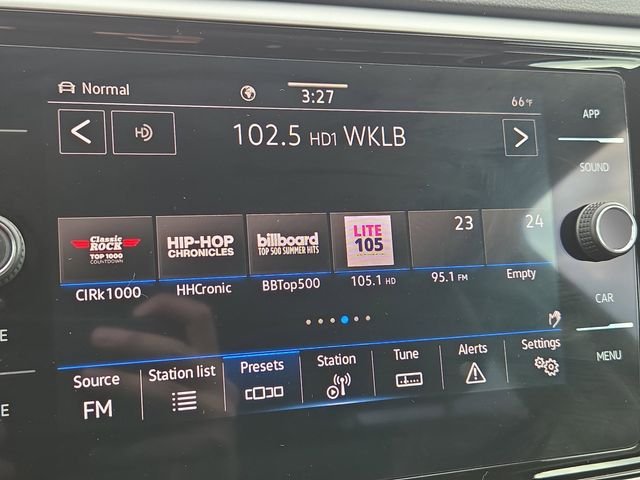 Normal
3:27
66°F
APP
HD
102.5 HD1 WKLB
SOUND
Classic ROCK
TOP 1000
COUNTDOWN
HIP-HOP
CHRONICLES
billboard
TOP 500 SUMMER HITS
LITE
105
23
24
ClRk1000
HHCronic
BBTop500
105.1 HD
95.1 FM
Empty
CAR
MENU
E
Source
FM
Station list
Presets
Station
Tune
Alerts
Settings
E